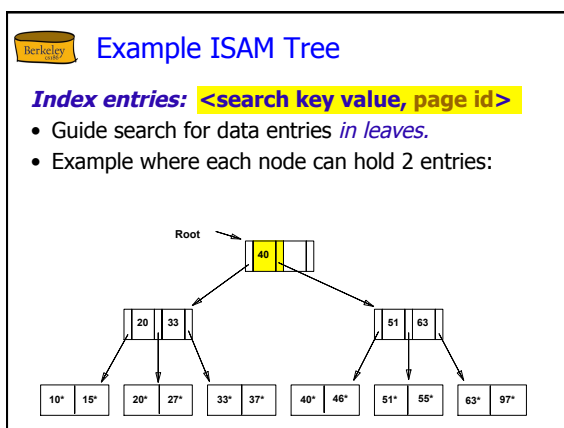 Berkeley
cs186
Example ISAM Tree
Index entries: <search key value, page id>
• Guide search for data entries in leaves.
• Example where each node can hold 2 entries:
Root
40
20 33 51 63
10* 15* 20* 27* 33* 37* 40* 46* 51* 55* 63* 97*